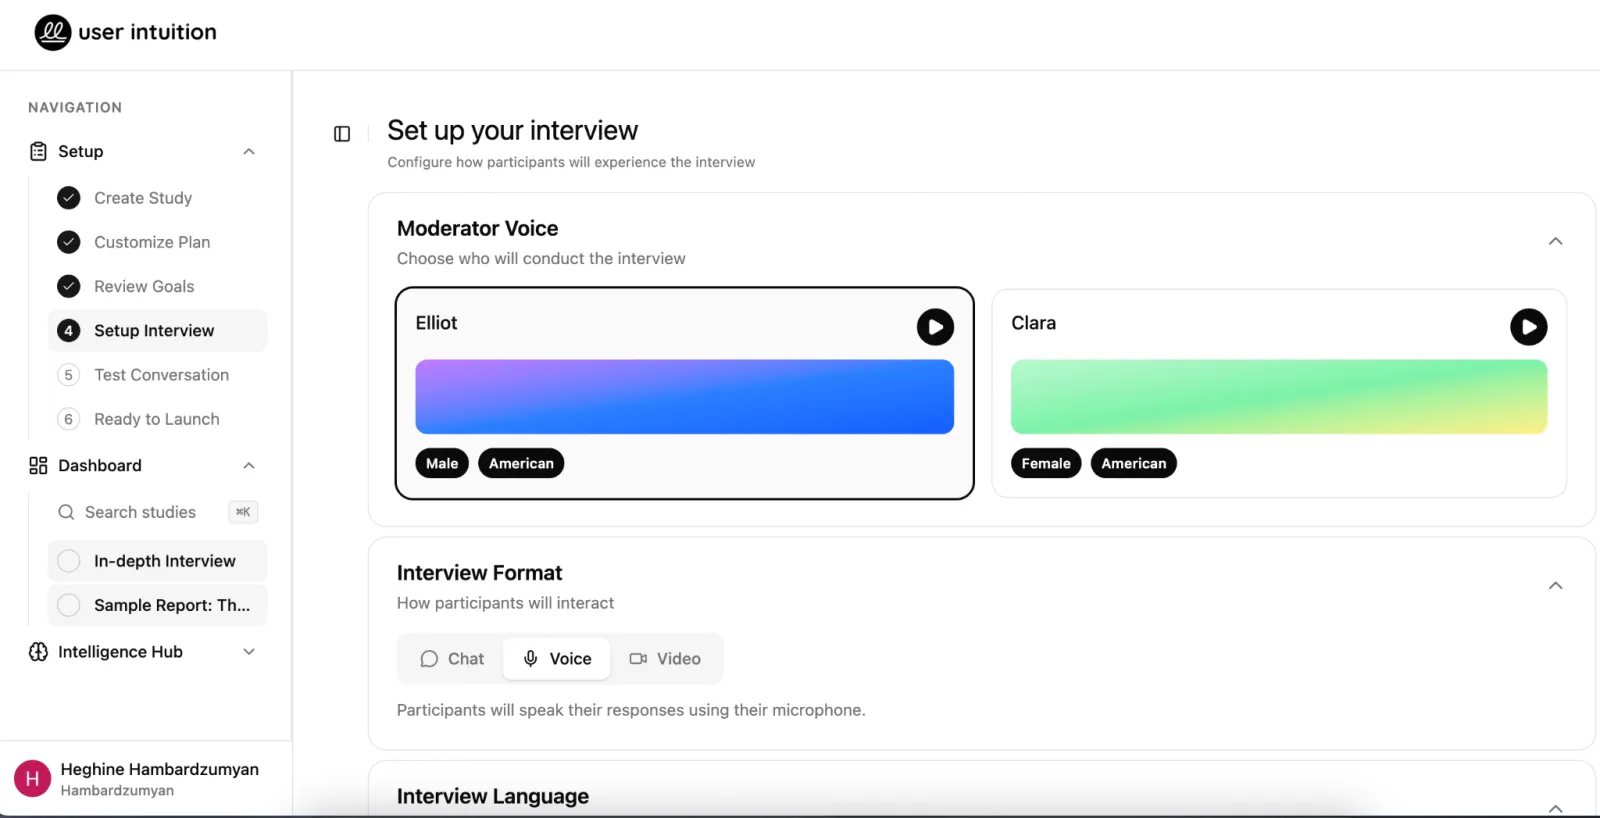 user intuition
NAVIGATION
Setup
Create Study
Customize Plan
Review Goals
4 Setup Interview
5 Test Conversation
6 Ready to Launch
Dashboard
Search studies ⌘K
In-depth Interview
Sample Report: Th...
Intelligence Hub
H
Heghine Hambardzumyan
Hambardzumyan
Set up your interview
Configure how participants will experience the interview
Moderator Voice
Choose who will conduct the interview
Elliot
Male American
Clara
Female American
Interview Format
How participants will interact
Chat Voice Video
Participants will speak their responses using their microphone.
Interview Language